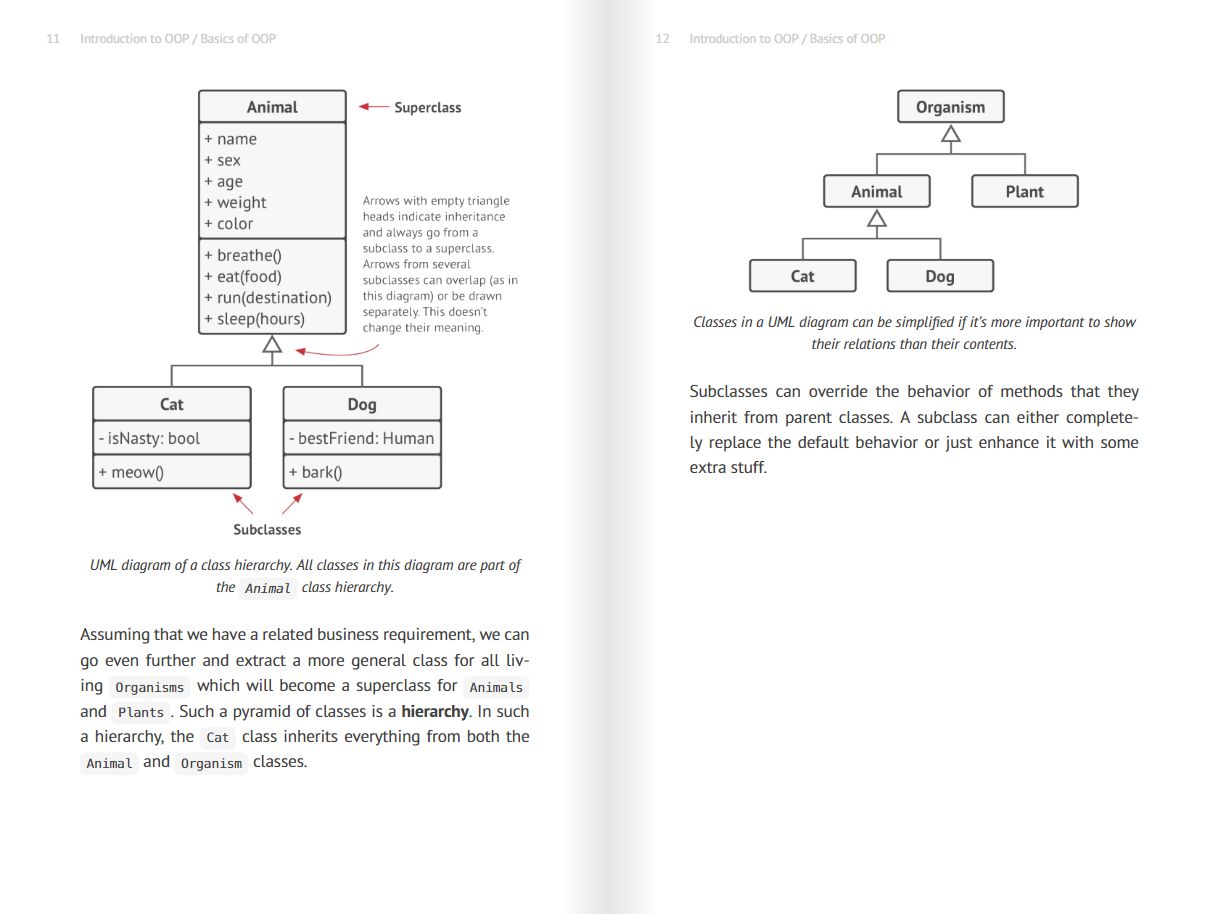 11 Introduction to OOP / Basics of OOP
Animal
Superclass
+ name
+ sex
+ age
+ weight
+ color
+ breathe()
+ eat(food)
+ run(destination)
+ sleep(hours)
Arrows with empty triangle
heads indicate inheritance
and always go from a
subclass to a superclass.
Arrows from several
subclasses can overlap (as in
this diagram) or be drawn
separately. This doesn't
change their meaning.
Cat
- isNasty: bool
+ meow()
Dog
- bestFriend: Human
+ bark()
Subclasses
UML diagram of a class hierarchy. All classes in this diagram are part of
the Animal class hierarchy.
Assuming that we have a related business requirement, we can
go even further and extract a more general class for all liv-
ing Organisms which will become a superclass for Animals
and Plants . Such a pyramid of classes is a hierarchy. In such
a hierarchy, the Cat class inherits everything from both the
Animal and Organism classes.
12 Introduction to OOP / Basics of OOP
Organism
Animal
Plant
Cat
Dog
Classes in a UML diagram can be simplified if it's more important to show
their relations than their contents.
Subclasses can override the behavior of methods that they
inherit from parent classes. A subclass can either complete-
ly replace the default behavior or just enhance it with some
extra stuff.